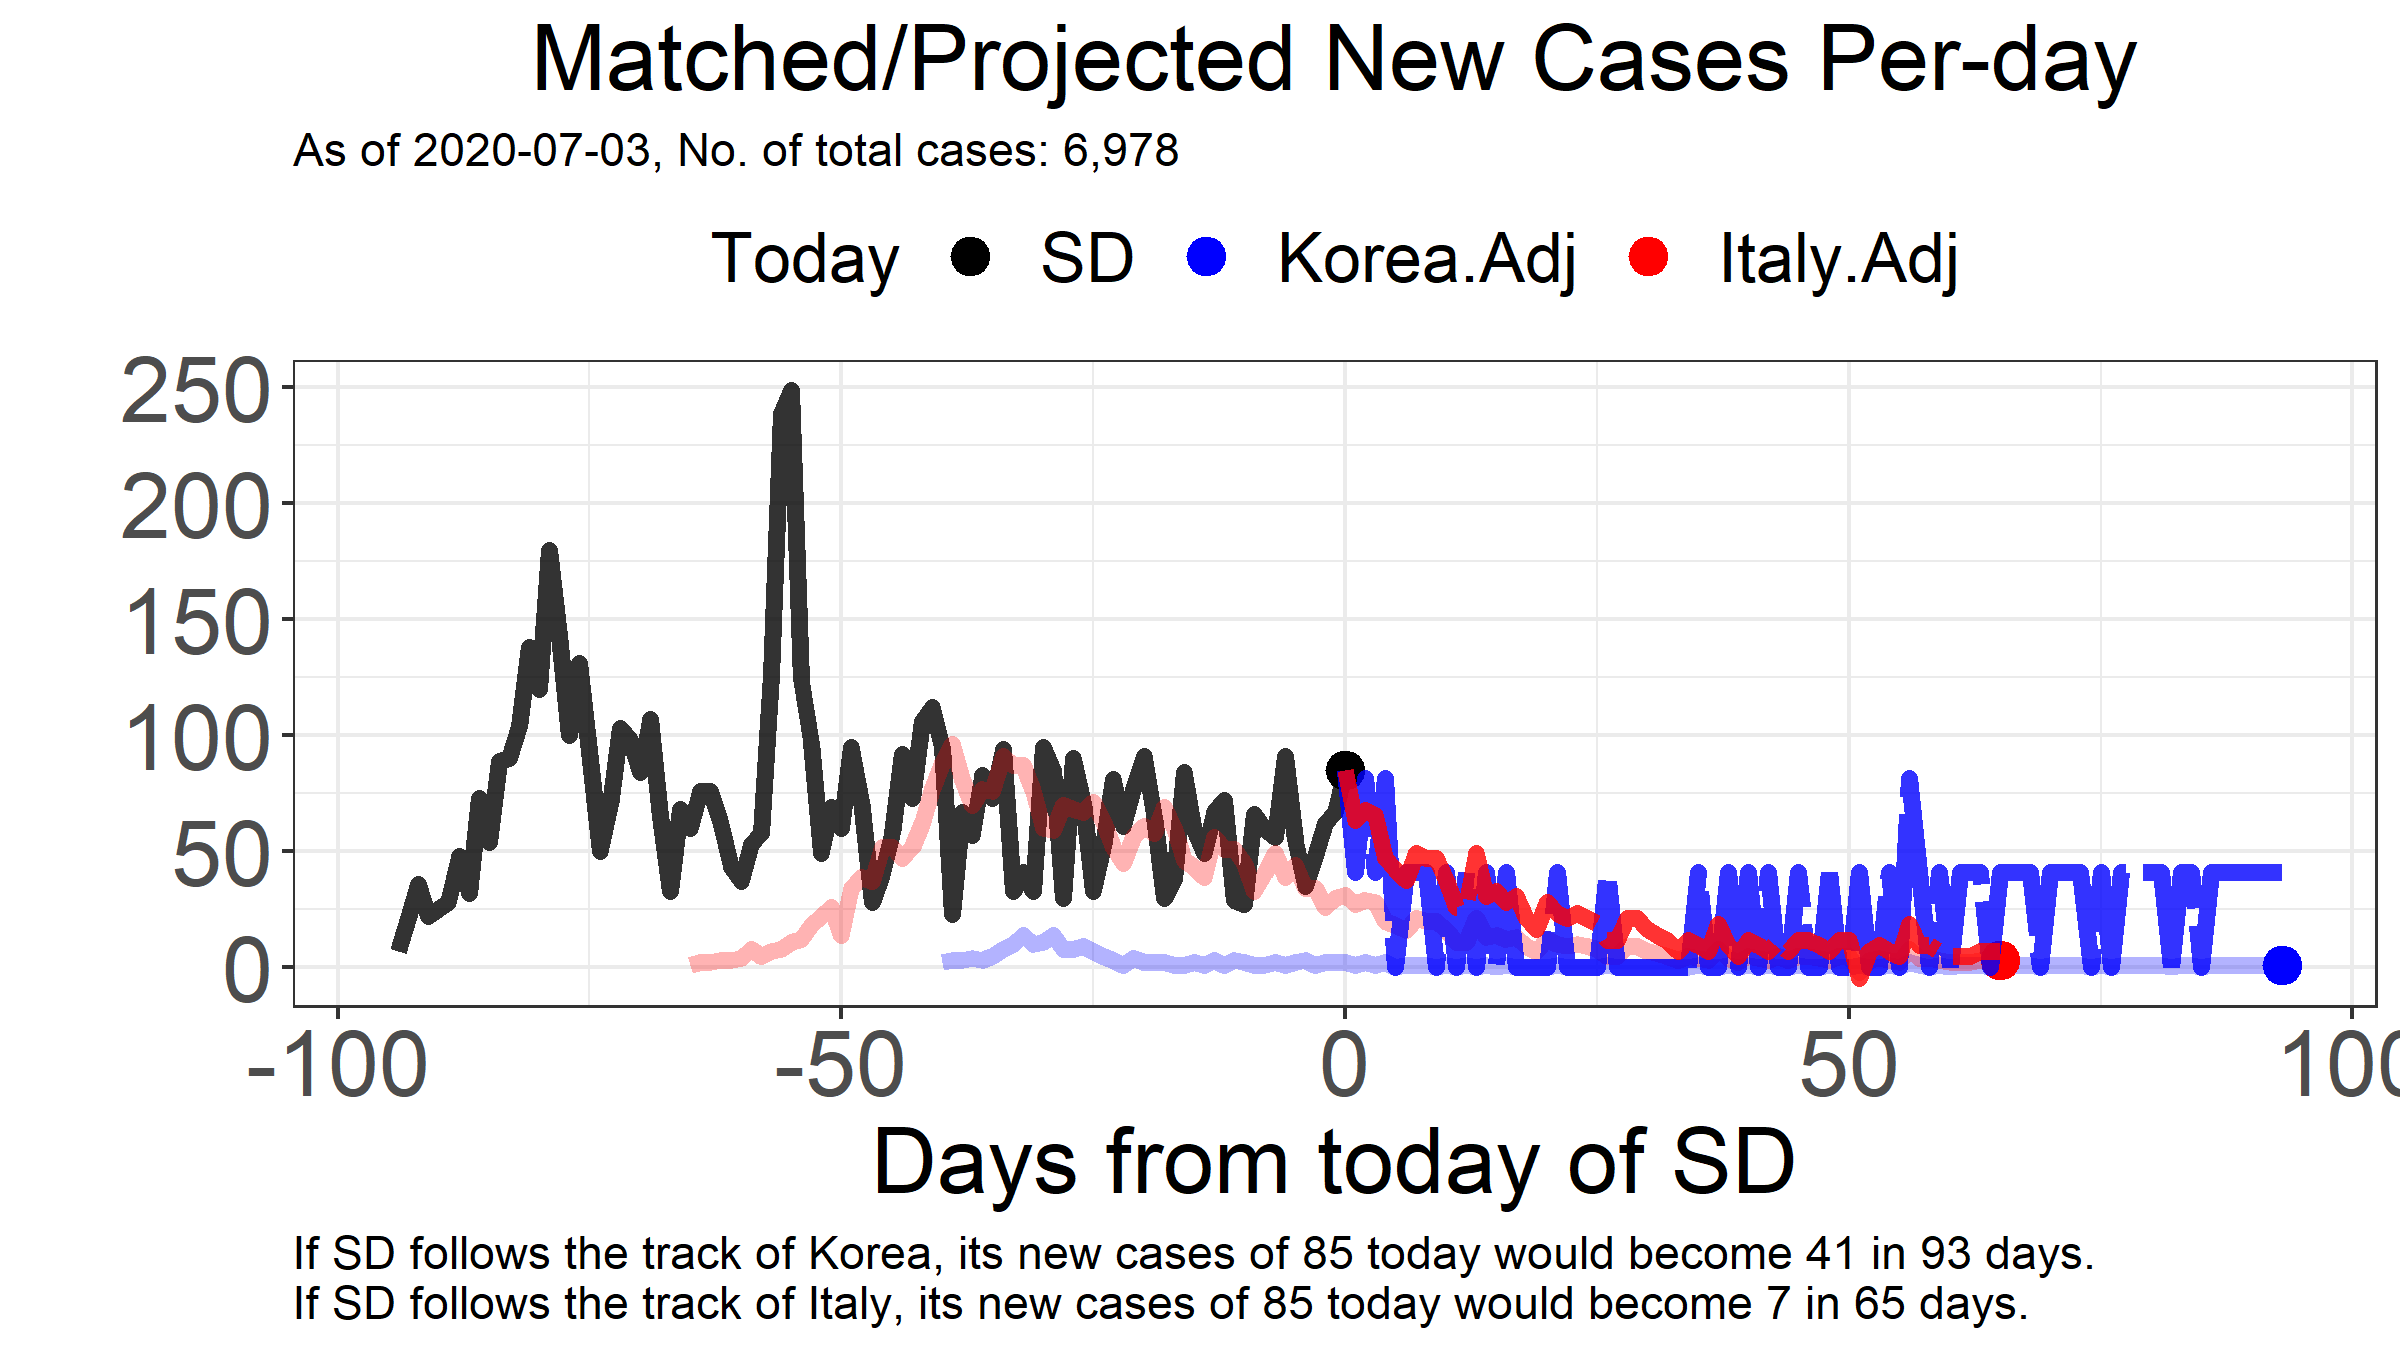 Matched/Projected New Cases Per-day
As of 2020-07-03, No. of total cases: 6,978
Today SD Korea.Adj Italy.Adj
250
200
150
100
50
0
-100 -50 0 50 100
Days from today of SD
If SD follows the track of Korea, its new cases of 85 today would become 41 in 93 days.
If SD follows the track of Italy, its new cases of 85 today would become 7 in 65 days.